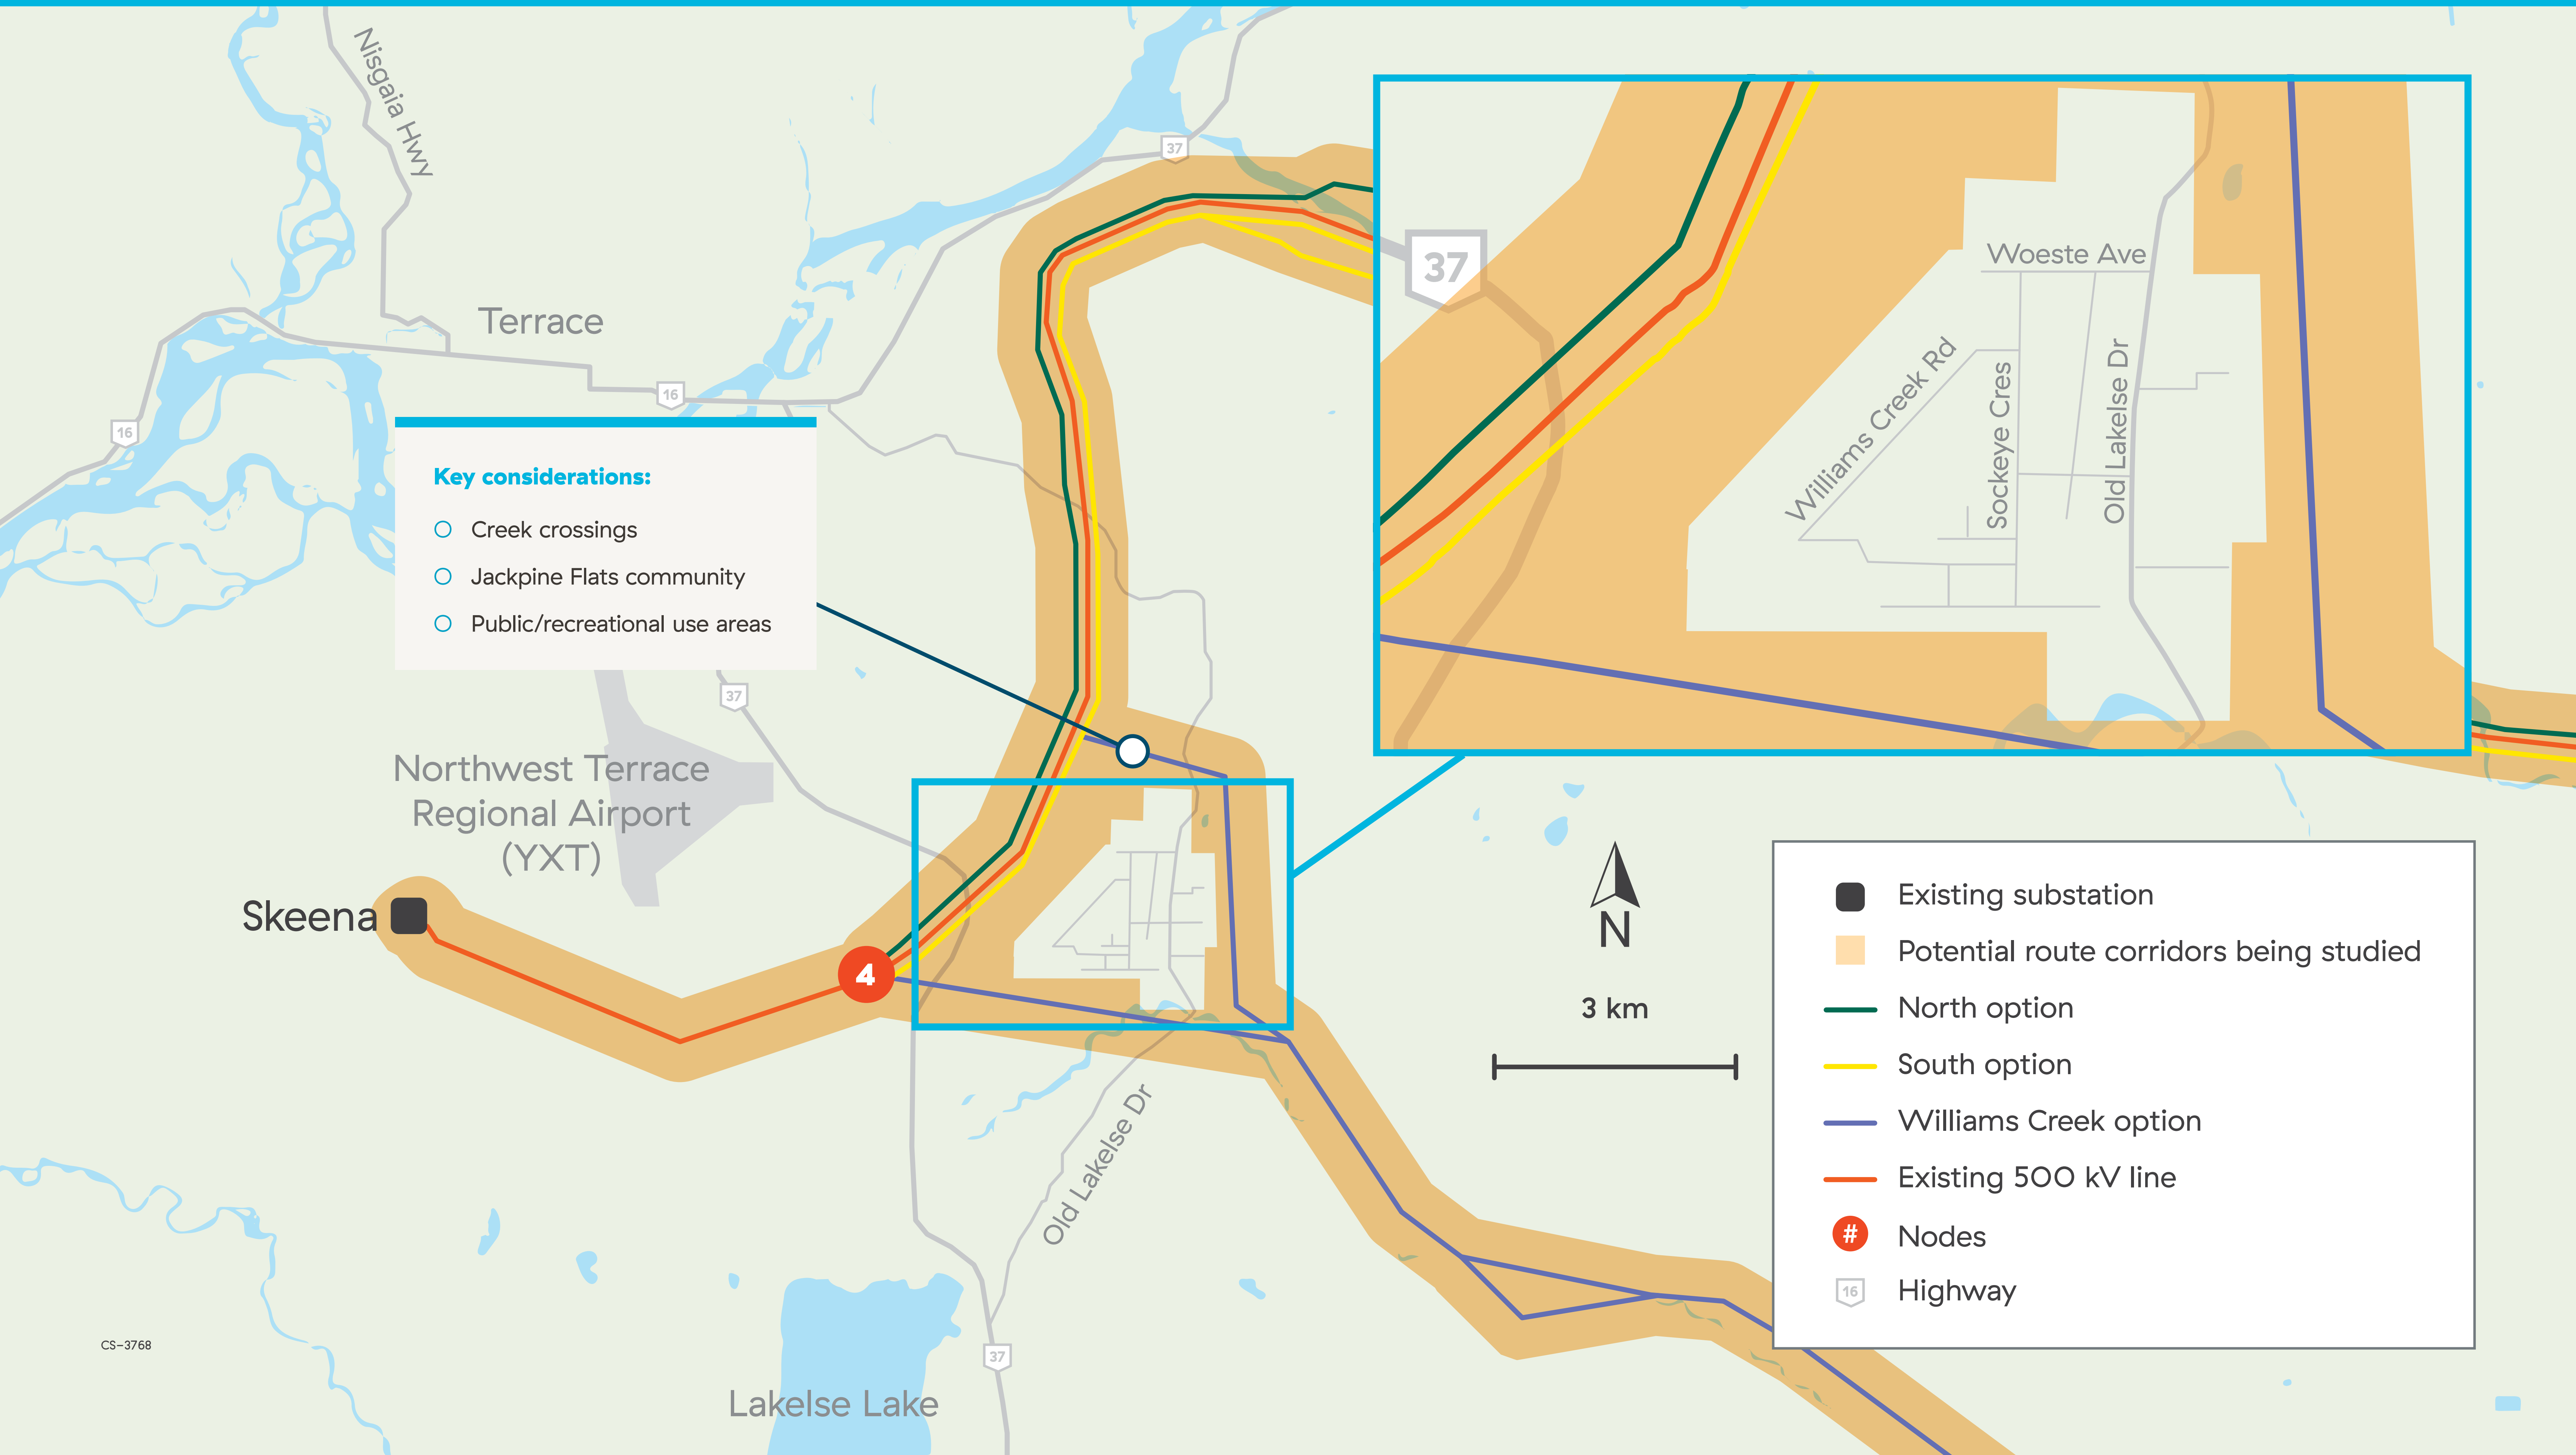 Nisgaia Hwy
37
Terrace
16
16
Key considerations:
Creek crossings
Jackpine Flats community
Public/recreational use areas
37
Northwest Terrace
Regional Airport
(YXT)
Skeena
4
37
Woeste Ave
Williams Creek Rd
Sockeye Cres
Old Lakelse Dr
N
3 km
Old Lakelse Dr
37
Lakelse Lake
CS-3768
Existing substation
Potential route corridors being studied
North option
South option
Williams Creek option
Existing 500 kV line
# Nodes
16 Highway